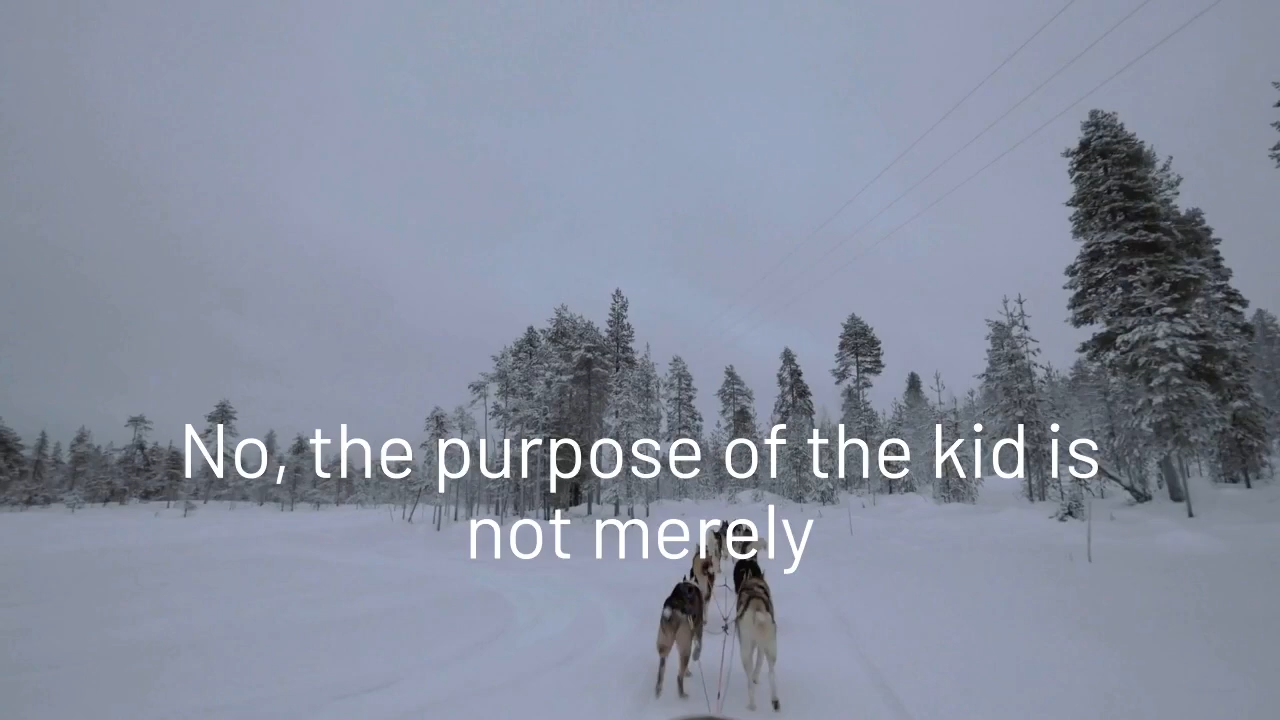 No, the purpose of the kid is
not merely